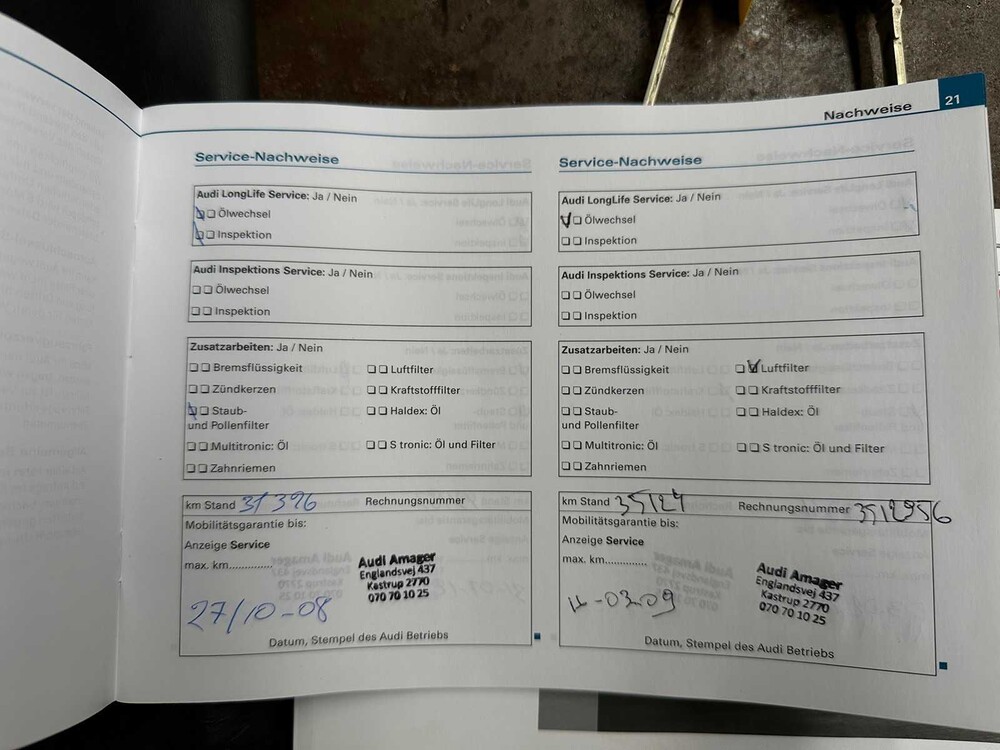 Nachweise 21
Service-Nachweise
Audi LongLife Service: Ja / Nein
Ölwechsel
Inspektion
Audi Inspektions Service: Ja / Nein
Ölwechsel
Inspektion
Zusatzarbeiten: Ja / Nein
Bremsflüssigkeit Luftfilter
Zündkerzen Kraftstofffilter
Staub- Haldex: Öl
und Pollenfilter
Multitronic: Öl S tronic: Öl und Filter
Zahnriemen
km Stand 31396 Rechnungsnummer
Mobilitätsgarantie bis:
Anzeige Service
max. km..............
Audi Amager
Englandsvej 437
Kastrup 2770
070 70 10 25
27/10-08
Datum, Stempel des Audi Betriebs
Service-Nachweise
Audi LongLife Service: Ja / Nein
Ölwechsel
Inspektion
Audi Inspektions Service: Ja / Nein
Ölwechsel
Inspektion
Zusatzarbeiten: Ja / Nein
Bremsflüssigkeit Luftfilter
Zündkerzen Kraftstofffilter
Staub- Haldex: Öl
und Pollenfilter
Multitronic: Öl S tronic: Öl und Filter
Zahnriemen
km Stand 35124 Rechnungsnummer 3512956
Mobilitätsgarantie bis:
Anzeige Service
max. km.............
Audi Amager
Englandsvej 437
Kastrup 2770
070 70 10 25
-03-09
Datum, Stempel des Audi Betriebs